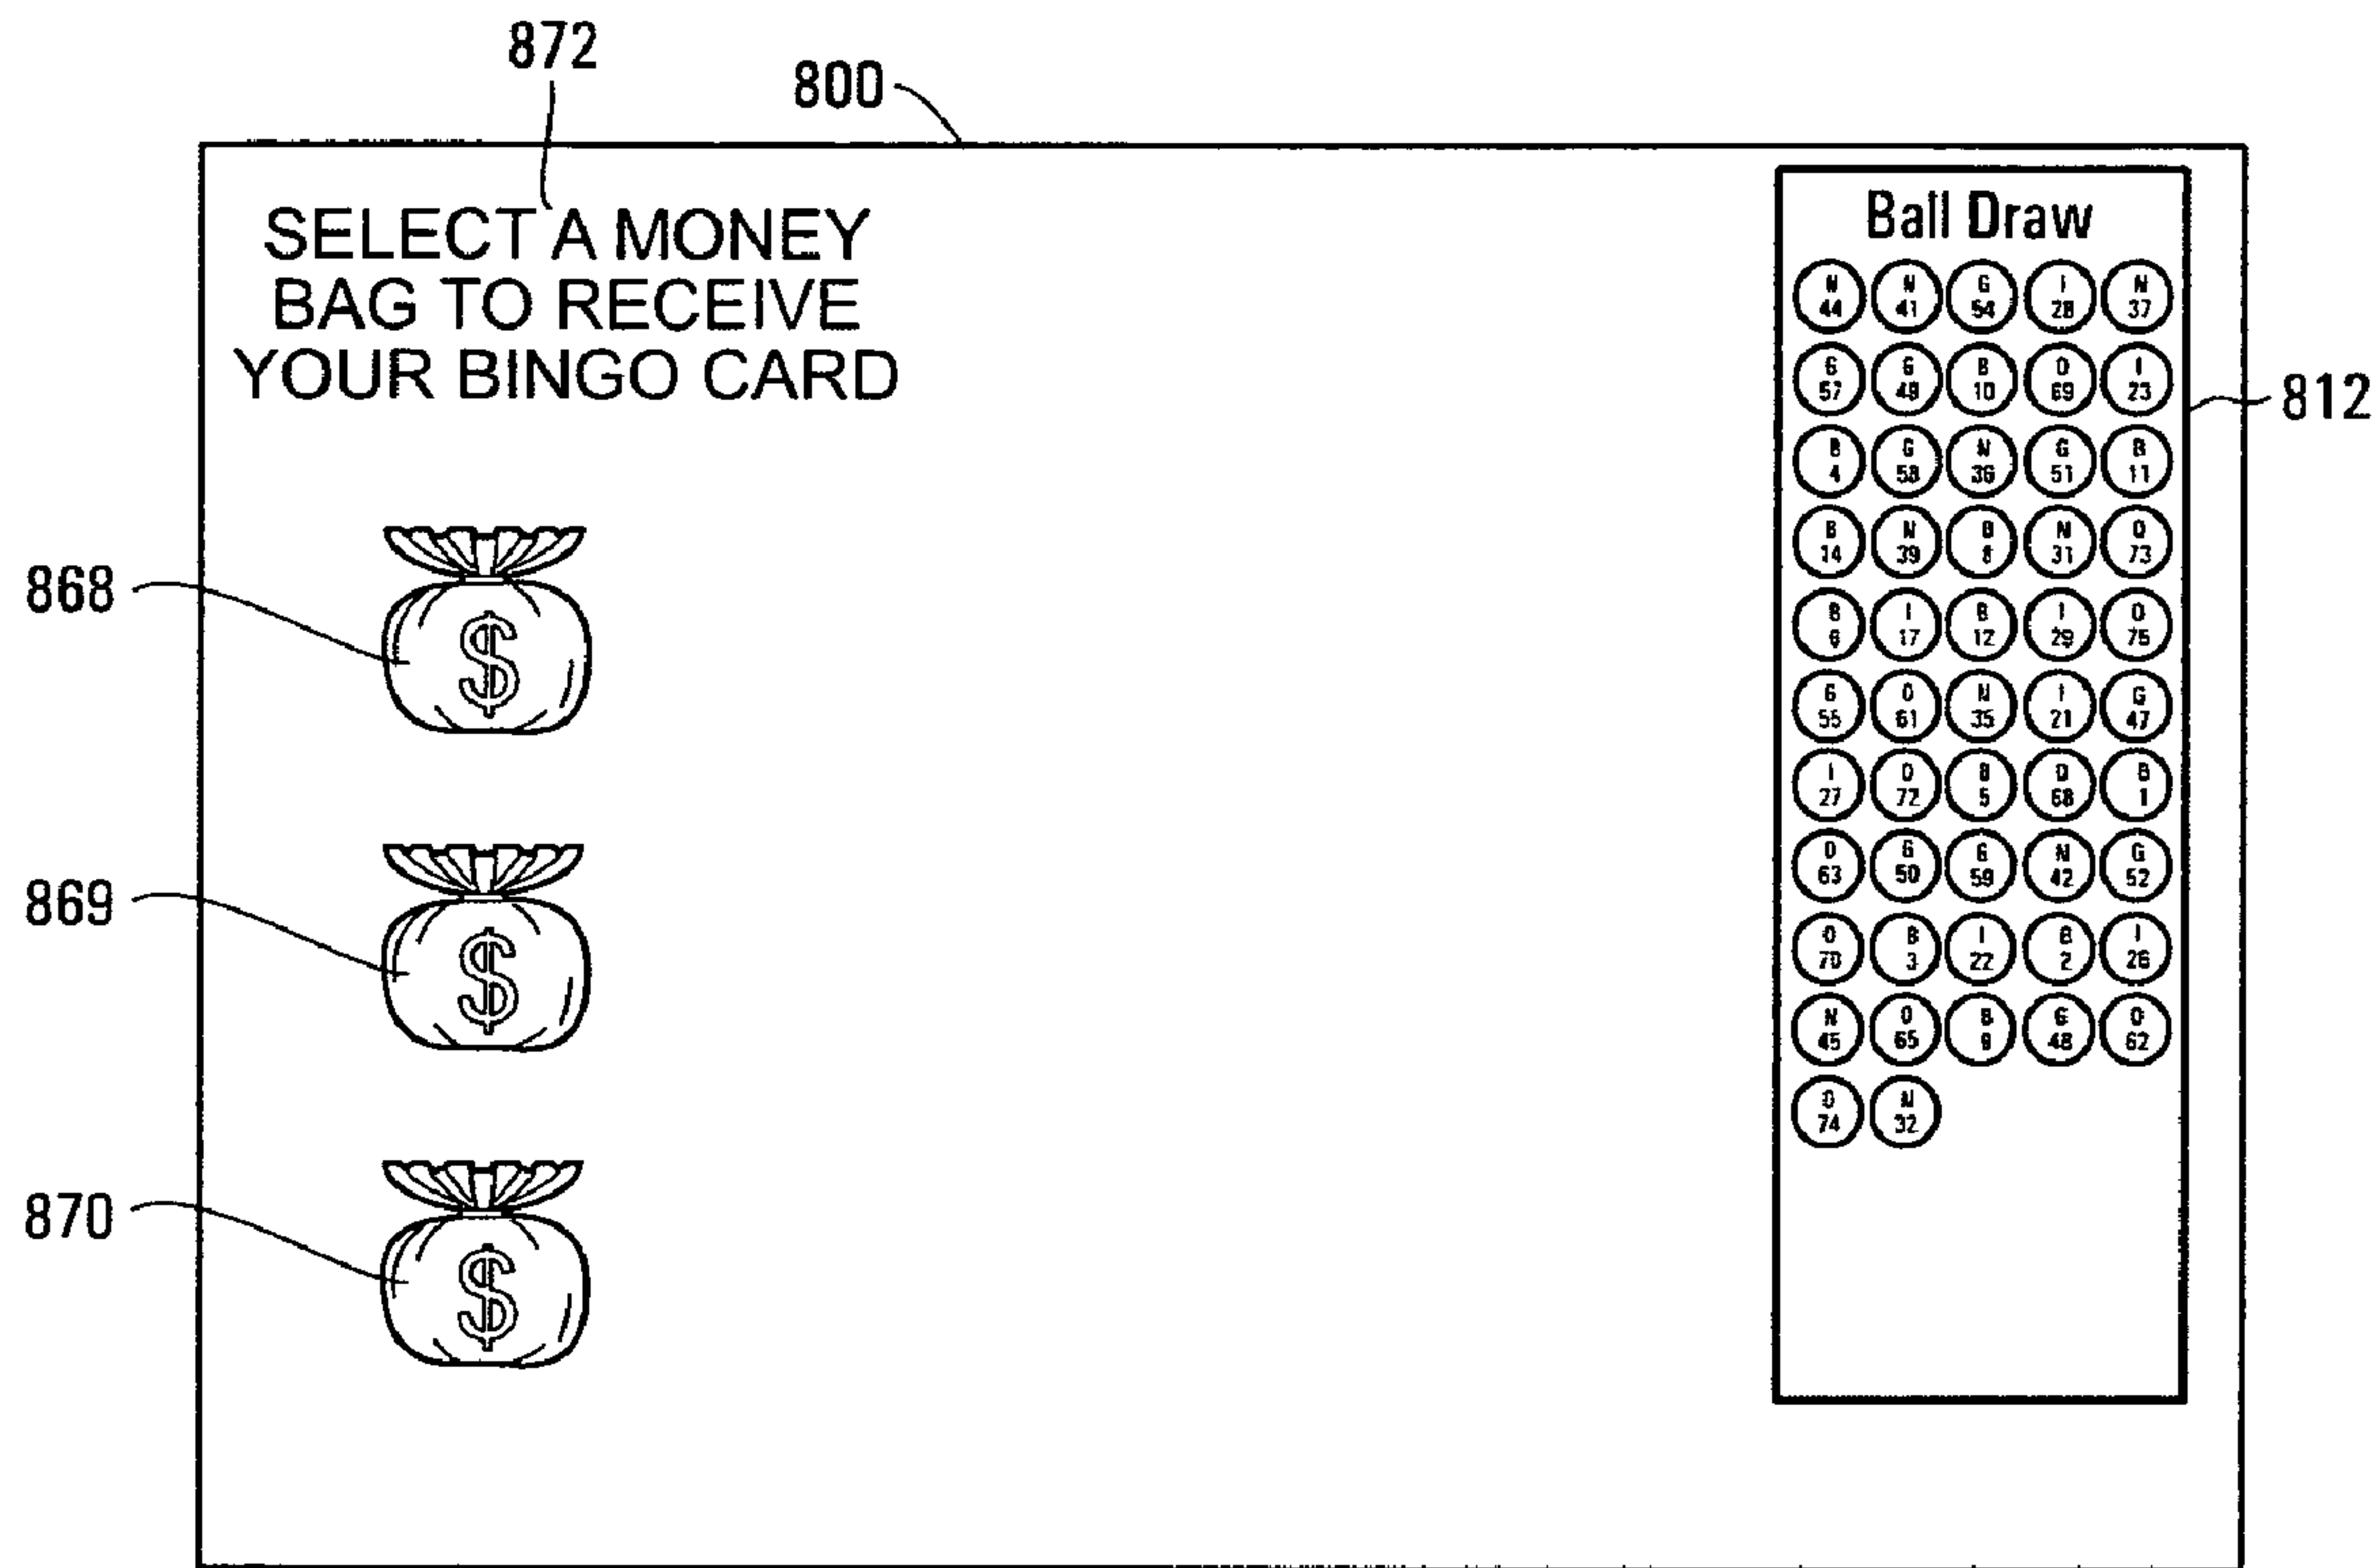 872
800
SELECT A MONEY
BAG TO RECEIVE
YOUR BINGO CARD
Ball Draw
N N G I N
44 41 54 28 37
G G B O I
57 49 10 69 23
812
B G N G B
4 58 36 51 11
B N B N O
14 39 8 31 73
868
B I B I O
6 17 12 29 75
$
G O N I G
55 61 35 21 47
I O B O B
27 72 5 68 1
O G G N G
63 50 59 42 52
869
O B I B I
70 3 22 2 26
$
N O B G O
45 65 9 48 62
O N
74 32
870
$